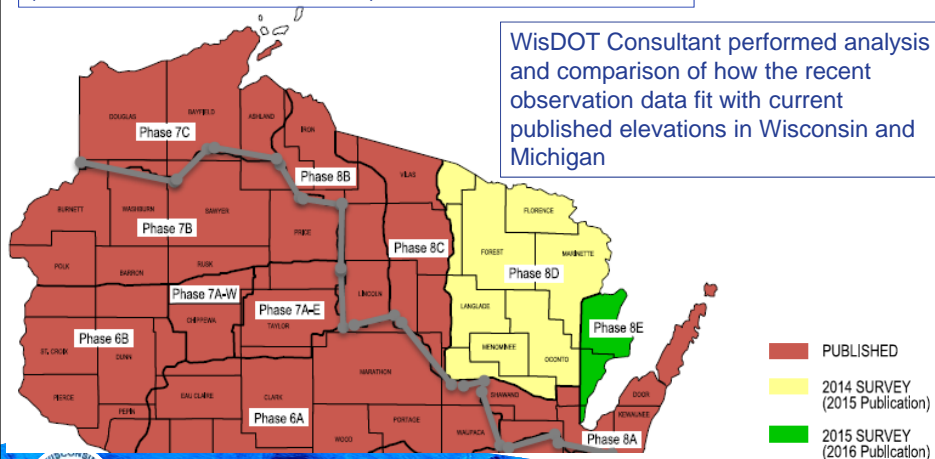 WisDOT Consultant performed analysis
and comparison of how the recent
observation data fit with current
published elevations in Wisconsin and
Michigan
DOUGLAS
BAYFIELD
ASHLAND
IRON
Phase 7C
Phase 8B
VILAS
BURNETT
WASHBURN
SAWYER
Phase 7B
PRICE
Phase 8C
FLORENCE
FOREST
MARINETTE
Phase 8D
POLK
BARRON
RUSK
Phase 7A-W
Phase 7A-E
LINCOLN
LANGLADE
CHIPPEWA
TAYLOR
Phase 8E
Phase 6B
ST. CROIX
DUNN
MENOMINEE
OCONTO
MARATHON
PIERCE
PEPIN
EAU CLAIRE
CLARK
SHAWANO
DOOR
KEWAUNEE
Phase 6A
WOOD
PORTAGE
WAUPACA
Phase 8A
PUBLISHED
2014 SURVEY
(2015 Publication)
2015 SURVEY
(2016 Publication)
WISCONSIN